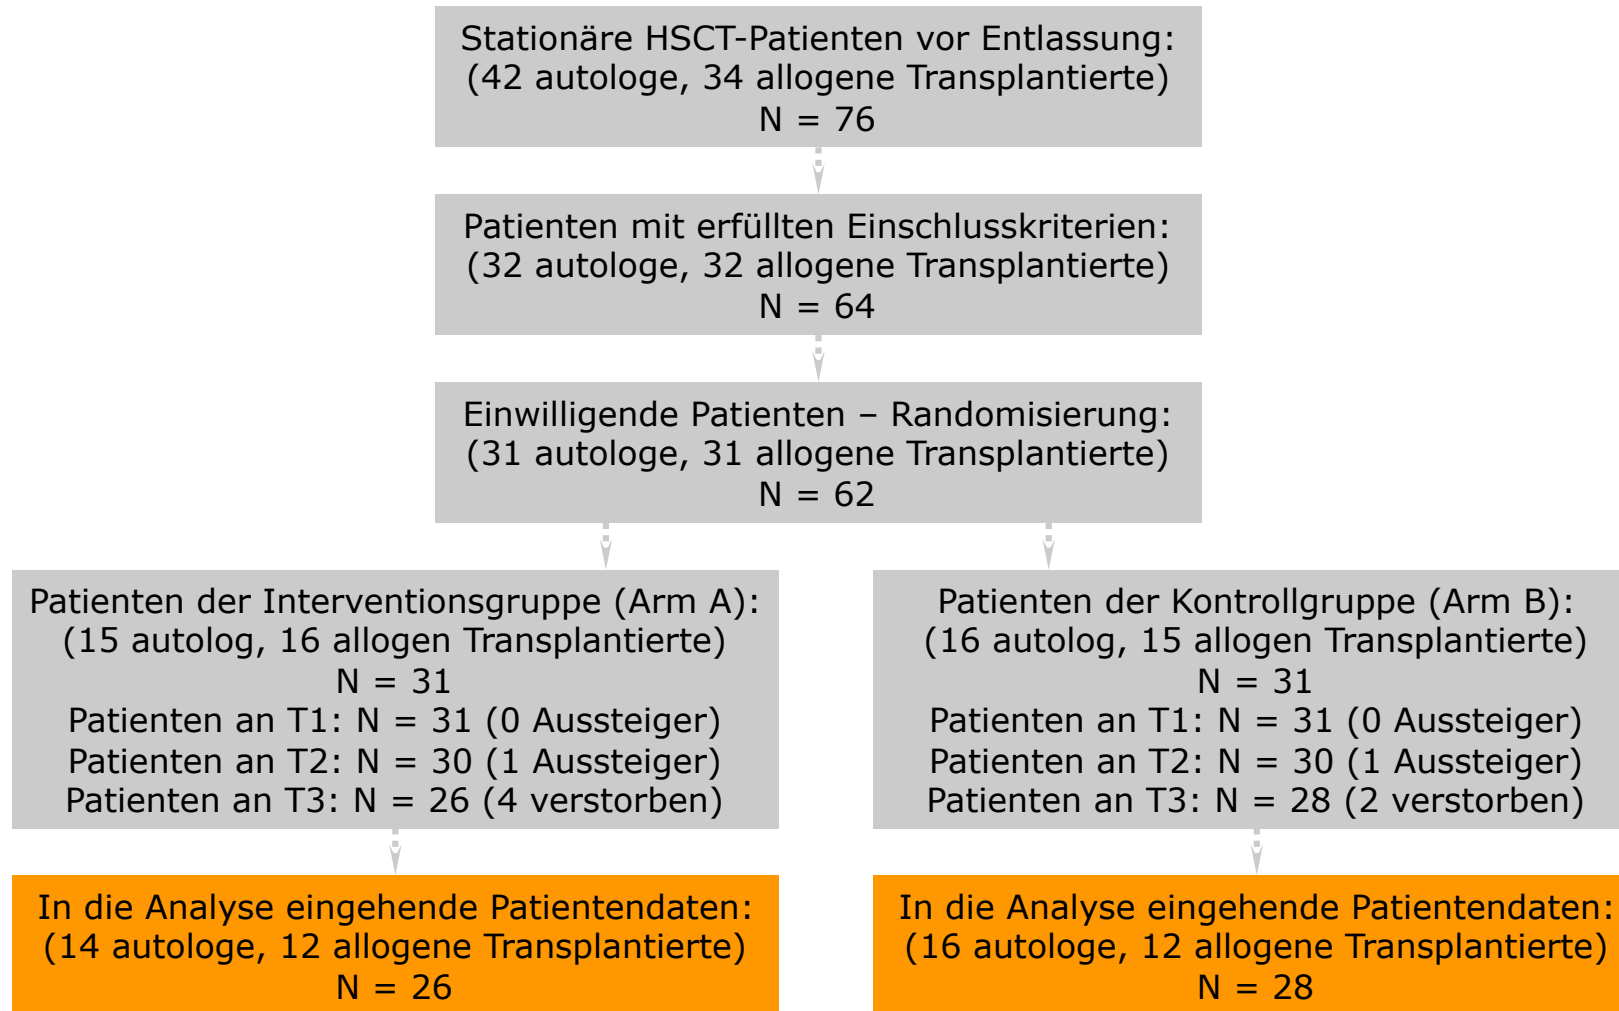 Stationäre HSCT-Patienten vor Entlassung:
(42 autologe, 34 allogene Transplantierte)
N = 76
Patienten mit erfüllten Einschlusskriterien:
(32 autologe, 32 allogene Transplantierte)
N = 64
Einwilligende Patienten – Randomisierung:
(31 autologe, 31 allogene Transplantierte)
N = 62
Patienten der Interventionsgruppe (Arm A):
(15 autolog, 16 allogen Transplantierte)
N = 31
Patienten an T1: N = 31 (0 Aussteiger)
Patienten an T2: N = 30 (1 Aussteiger)
Patienten an T3: N = 26 (4 verstorben)
Patienten der Kontrollgruppe (Arm B):
(16 autolog, 15 allogen Transplantierte)
N = 31
Patienten an T1: N = 31 (0 Aussteiger)
Patienten an T2: N = 30 (1 Aussteiger)
Patienten an T3: N = 28 (2 verstorben)
In die Analyse eingehende Patientendaten:
(14 autologe, 12 allogene Transplantierte)
N = 26
In die Analyse eingehende Patientendaten:
(16 autologe, 12 allogene Transplantierte)
N = 28